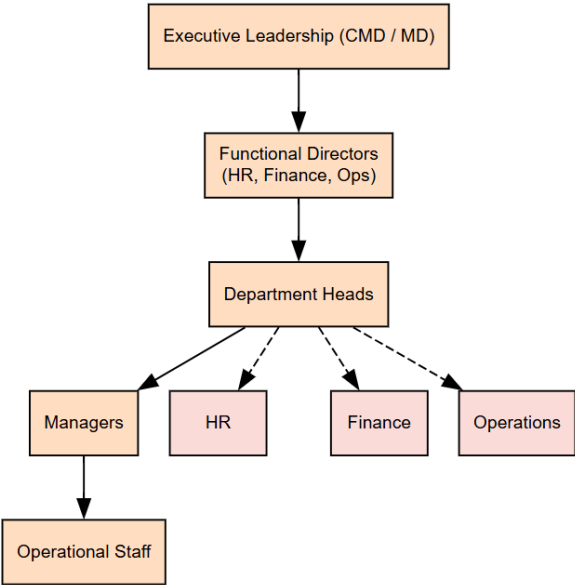 Executive Leadership (CMD / MD)
Functional Directors
(HR, Finance, Ops)
Department Heads
Managers
HR
Finance
Operations
Operational Staff